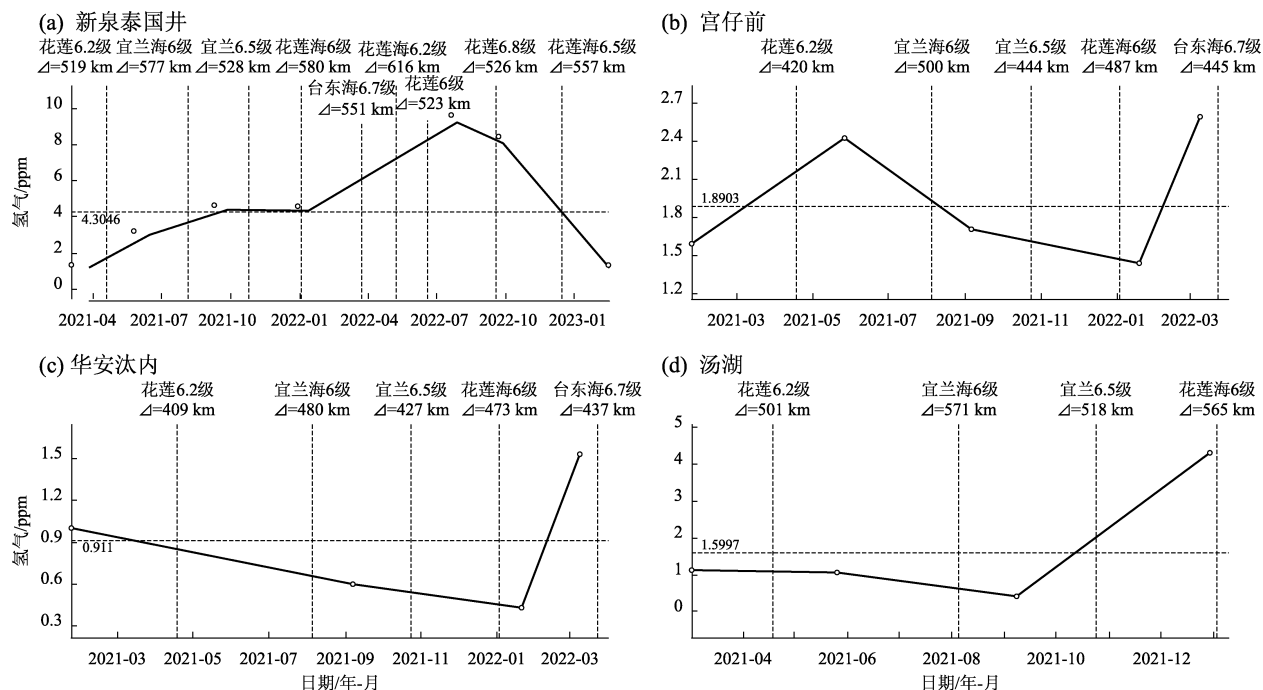 (a) 新泉泰国井
花莲6.2级 宜兰海6级 宜兰6.5级 花莲海6级 花莲海6.2级 花莲6.8级 花莲海6.5级
⊿=519 km ⊿=577 km ⊿=528 km ⊿=580 km ⊿=616 km ⊿=526 km ⊿=557 km
台东海6.7级 花莲6级
⊿=551 km ⊿=523 km
10
8
6
4
2
0
氢气/ppm
4.3046
2021-04 2021-07 2021-10 2022-01 2022-04 2022-07 2022-10 2023-01
(b) 宫仔前
花莲6.2级 宜兰海6级 宜兰6.5级 花莲海6级 台东海6.7级
⊿=420 km ⊿=500 km ⊿=444 km ⊿=487 km ⊿=445 km
2.7
2.4
2.1
1.8
1.5
1.2
1.8903
2021-03 2021-05 2021-07 2021-09 2021-11 2022-01 2022-03
(c) 华安汰内
花莲6.2级 宜兰海6级 宜兰6.5级 花莲海6级 台东海6.7级
⊿=409 km ⊿=480 km ⊿=427 km ⊿=473 km ⊿=437 km
1.5
1.2
0.9
0.6
0.3
氢气/ppm
0.911
2021-03 2021-05 2021-07 2021-09 2021-11 2022-01 2022-03
日期/年-月
(d) 汤湖
花莲6.2级 宜兰海6级 宜兰6.5级 花莲海6级
⊿=501 km ⊿=571 km ⊿=518 km ⊿=565 km
5
4
3
2
1
0
1.5997
2021-04 2021-06 2021-08 2021-10 2021-12
日期/年-月